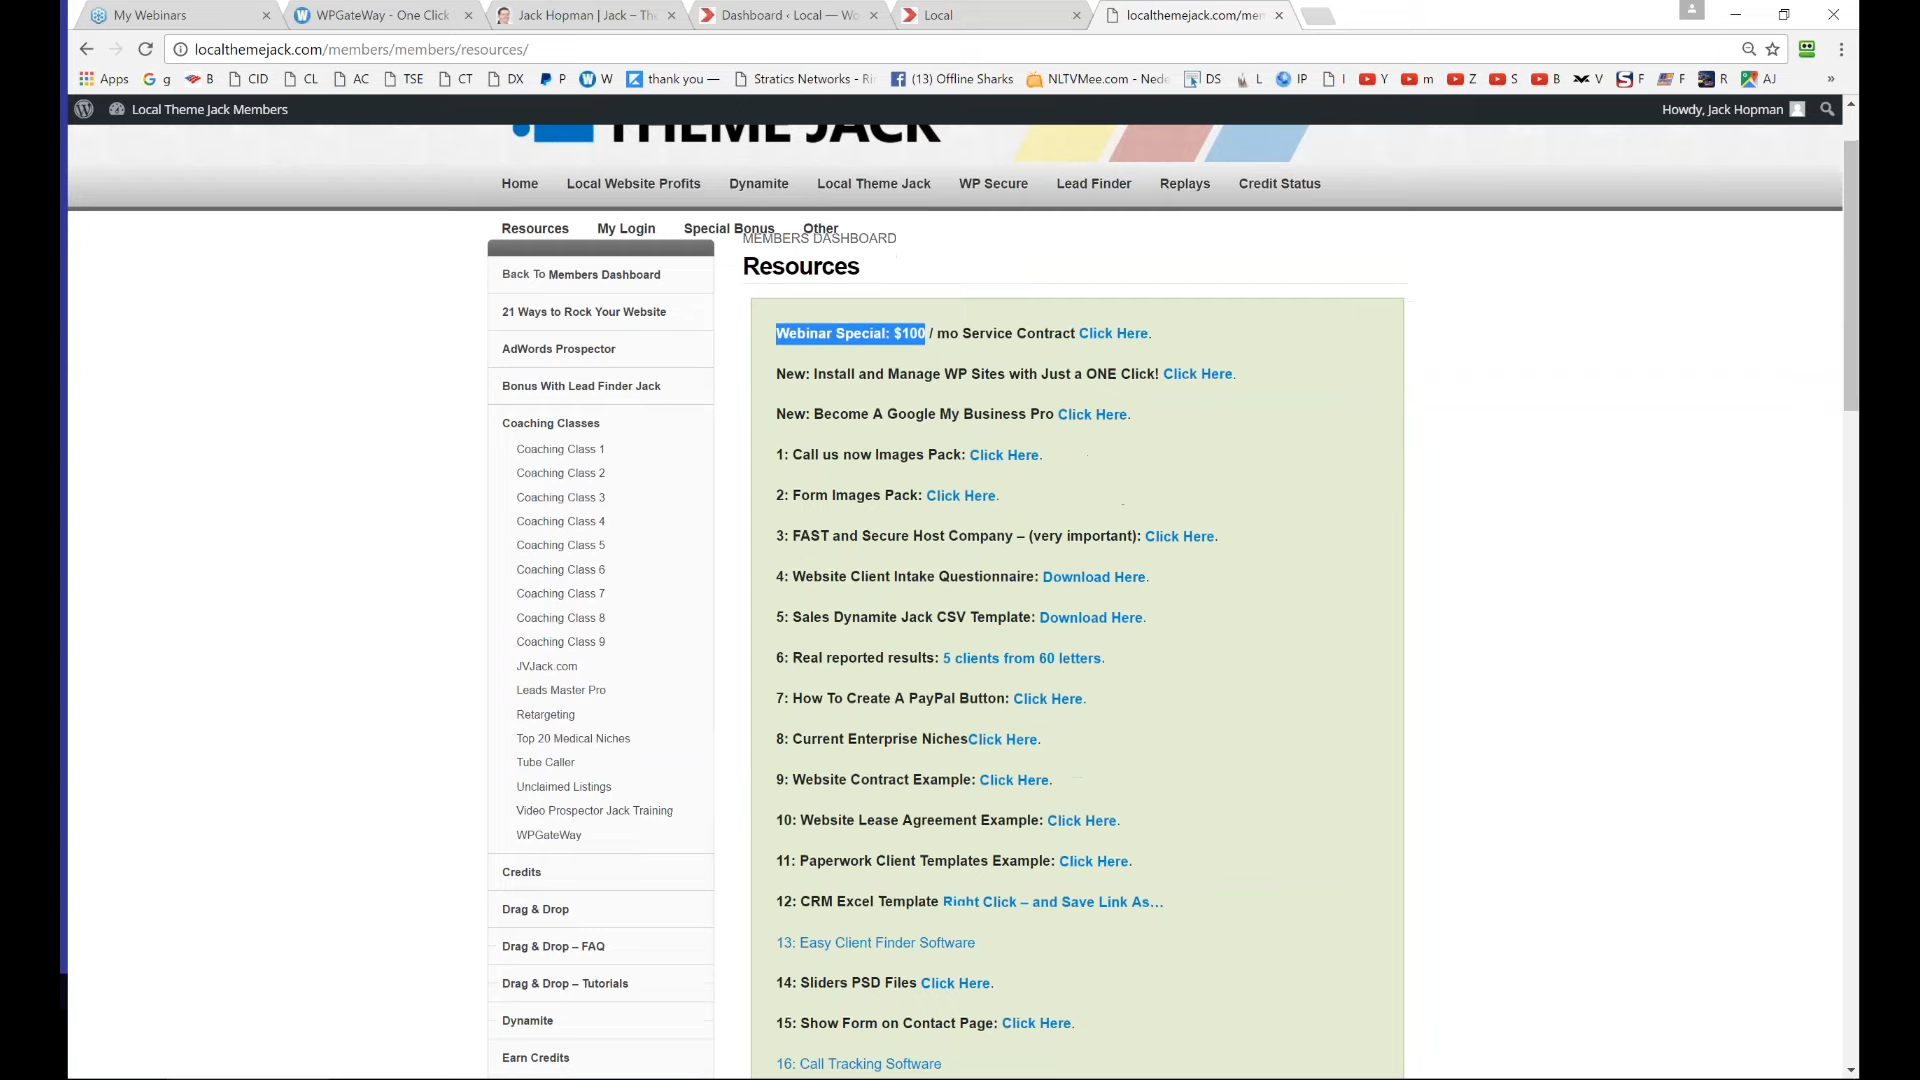 My Webinars
WPGateWay - One Click
Jack Hopman | Jack – The
Dashboard ‹ Local — Wo
Local
localthemejack.com/mem
localthemejack.com/members/members/resources/
Apps g B CID CL AC TSE CT DX P W thank you — Stratics Networks - Rin (13) Offline Sharks NLTVMee.com - Nede DS L IP I Y m Z S B V F F R AJ »
Local Theme Jack Members
Howdy, Jack Hopman
THEME JACK
Home Local Website Profits Dynamite Local Theme Jack WP Secure Lead Finder Replays Credit Status
Resources My Login Special Bonus Other
MEMBERS DASHBOARD
Resources
Back To Members Dashboard
21 Ways to Rock Your Website
AdWords Prospector
Bonus With Lead Finder Jack
Coaching Classes
Coaching Class 1
Coaching Class 2
Coaching Class 3
Coaching Class 4
Coaching Class 5
Coaching Class 6
Coaching Class 7
Coaching Class 8
Coaching Class 9
JVJack.com
Leads Master Pro
Retargeting
Top 20 Medical Niches
Tube Caller
Unclaimed Listings
Video Prospector Jack Training
WPGateWay
Credits
Drag & Drop
Drag & Drop – FAQ
Drag & Drop – Tutorials
Dynamite
Earn Credits
Webinar Special: $100 / mo Service Contract Click Here.
New: Install and Manage WP Sites with Just a ONE Click! Click Here.
New: Become A Google My Business Pro Click Here.
1: Call us now Images Pack: Click Here.
2: Form Images Pack: Click Here.
3: FAST and Secure Host Company – (very important): Click Here.
4: Website Client Intake Questionnaire: Download Here.
5: Sales Dynamite Jack CSV Template: Download Here.
6: Real reported results: 5 clients from 60 letters.
7: How To Create A PayPal Button: Click Here.
8: Current Enterprise NichesClick Here.
9: Website Contract Example: Click Here.
10: Website Lease Agreement Example: Click Here.
11: Paperwork Client Templates Example: Click Here.
12: CRM Excel Template Right Click – and Save Link As…
13: Easy Client Finder Software
14: Sliders PSD Files Click Here.
15: Show Form on Contact Page: Click Here.
16: Call Tracking Software